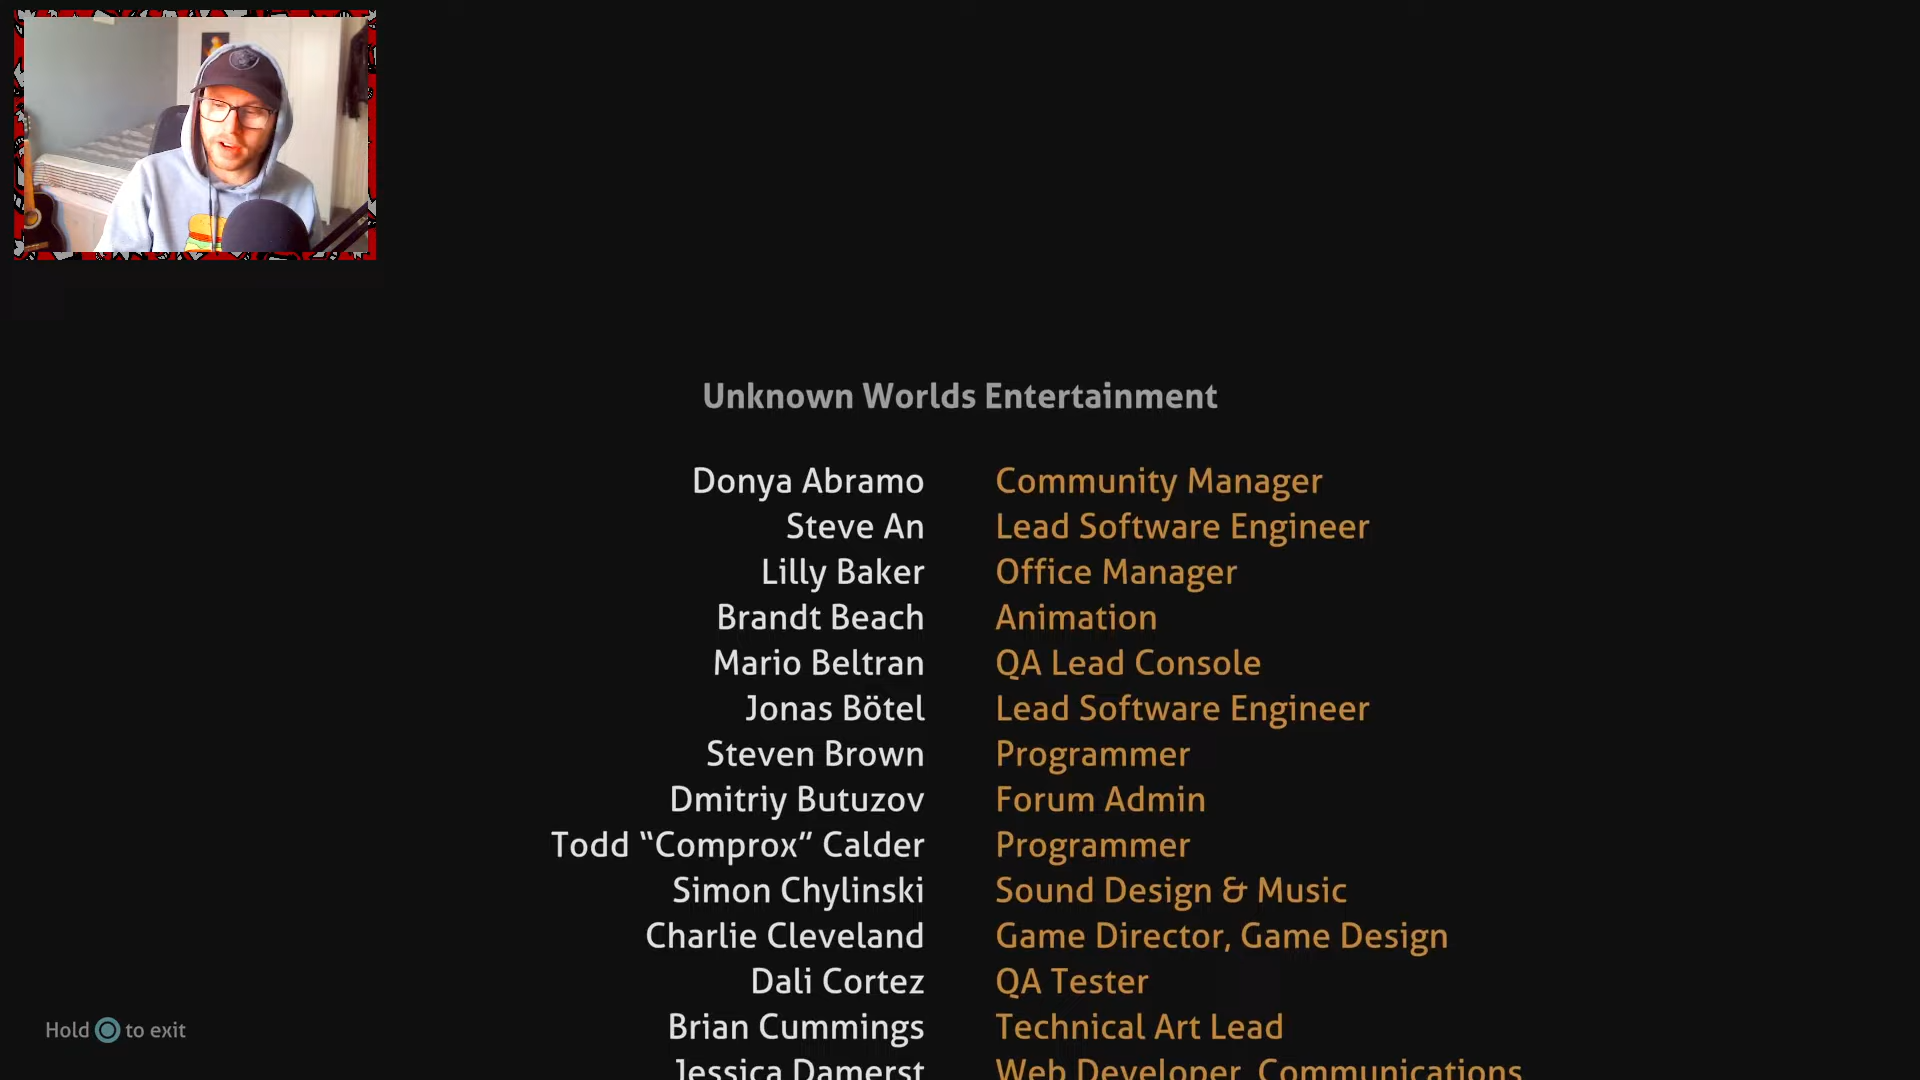 Unknown Worlds Entertainment
Donya Abramo Community Manager
Steve An Lead Software Engineer
Lilly Baker Office Manager
Brandt Beach Animation
Mario Beltran QA Lead Console
Jonas Bötel Lead Software Engineer
Steven Brown Programmer
Dmitriy Butuzov Forum Admin
Todd “Comprox” Calder Programmer
Simon Chylinski Sound Design & Music
Charlie Cleveland Game Director, Game Design
Dali Cortez QA Tester
Brian Cummings Technical Art Lead
Jessica Damerst Web Developer, Communications
Hold to exit